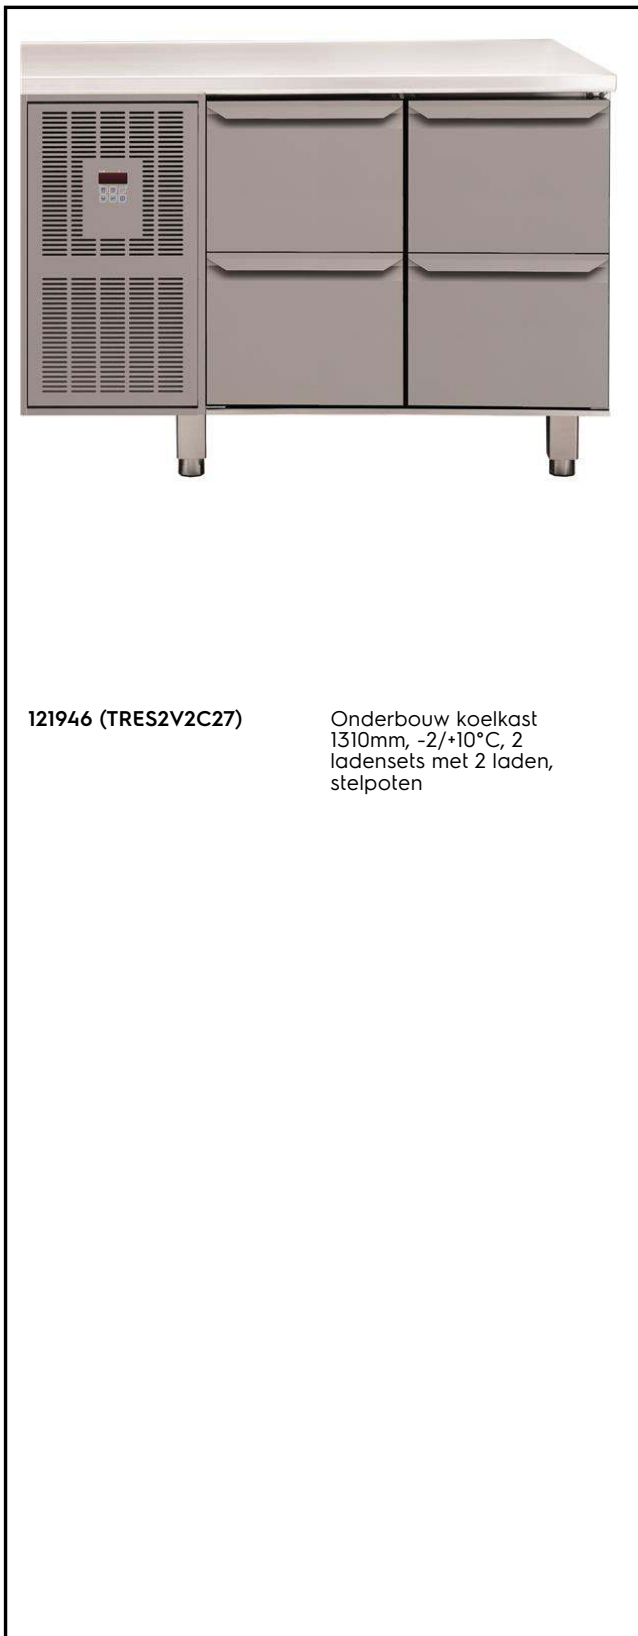 121946 (TRES2V2C27)
Onderbouw koelkast
1310mm, -2/+10°C, 2
ladensets met 2 laden,
stelpoten